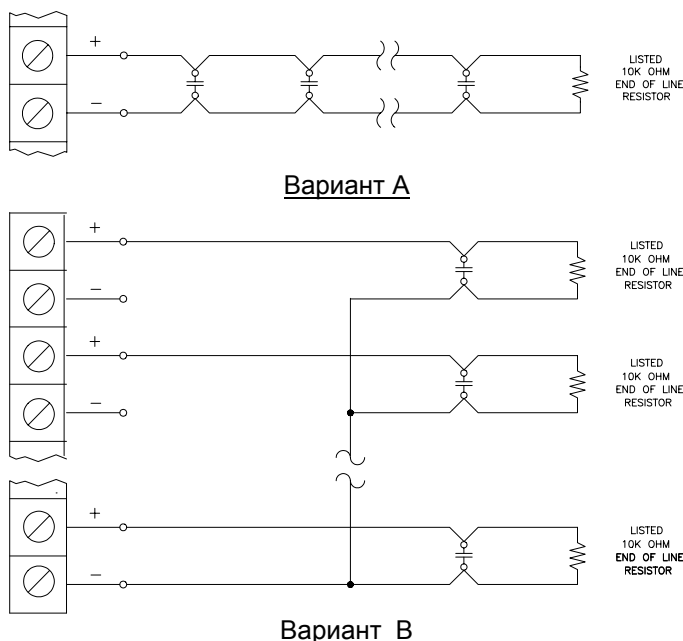 +
−
LISTED
10K OHM
END OF LINE
RESISTOR
Вариант А
+
−
LISTED
10K OHM
END OF LINE
RESISTOR
+
−
LISTED
10K OHM
END OF LINE
RESISTOR
+
−
LISTED
10K OHM
END OF LINE
RESISTOR
Вариант В